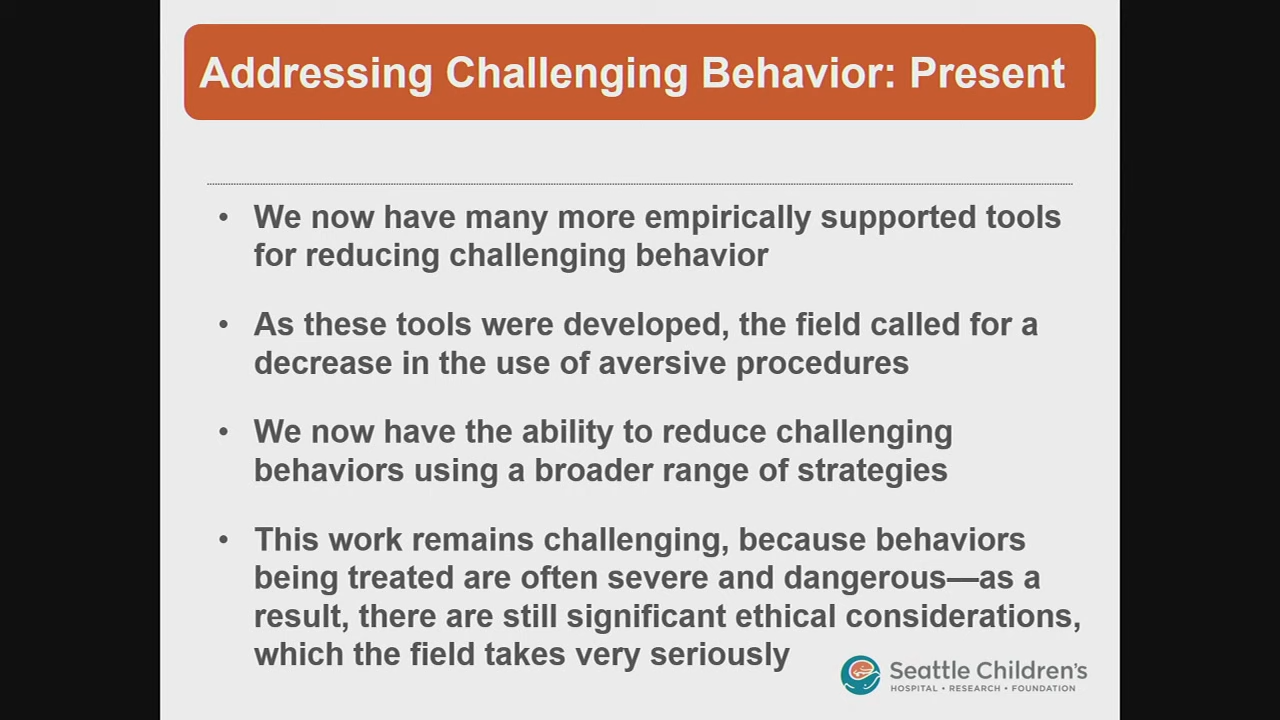 Addressing Challenging Behavior: Present
• We now have many more empirically supported tools
for reducing challenging behavior
• As these tools were developed, the field called for a
decrease in the use of aversive procedures
• We now have the ability to reduce challenging
behaviors using a broader range of strategies
• This work remains challenging, because behaviors
being treated are often severe and dangerous—as a
result, there are still significant ethical considerations,
which the field takes very seriously
Seattle Children's
HOSPITAL • RESEARCH • FOUNDATION